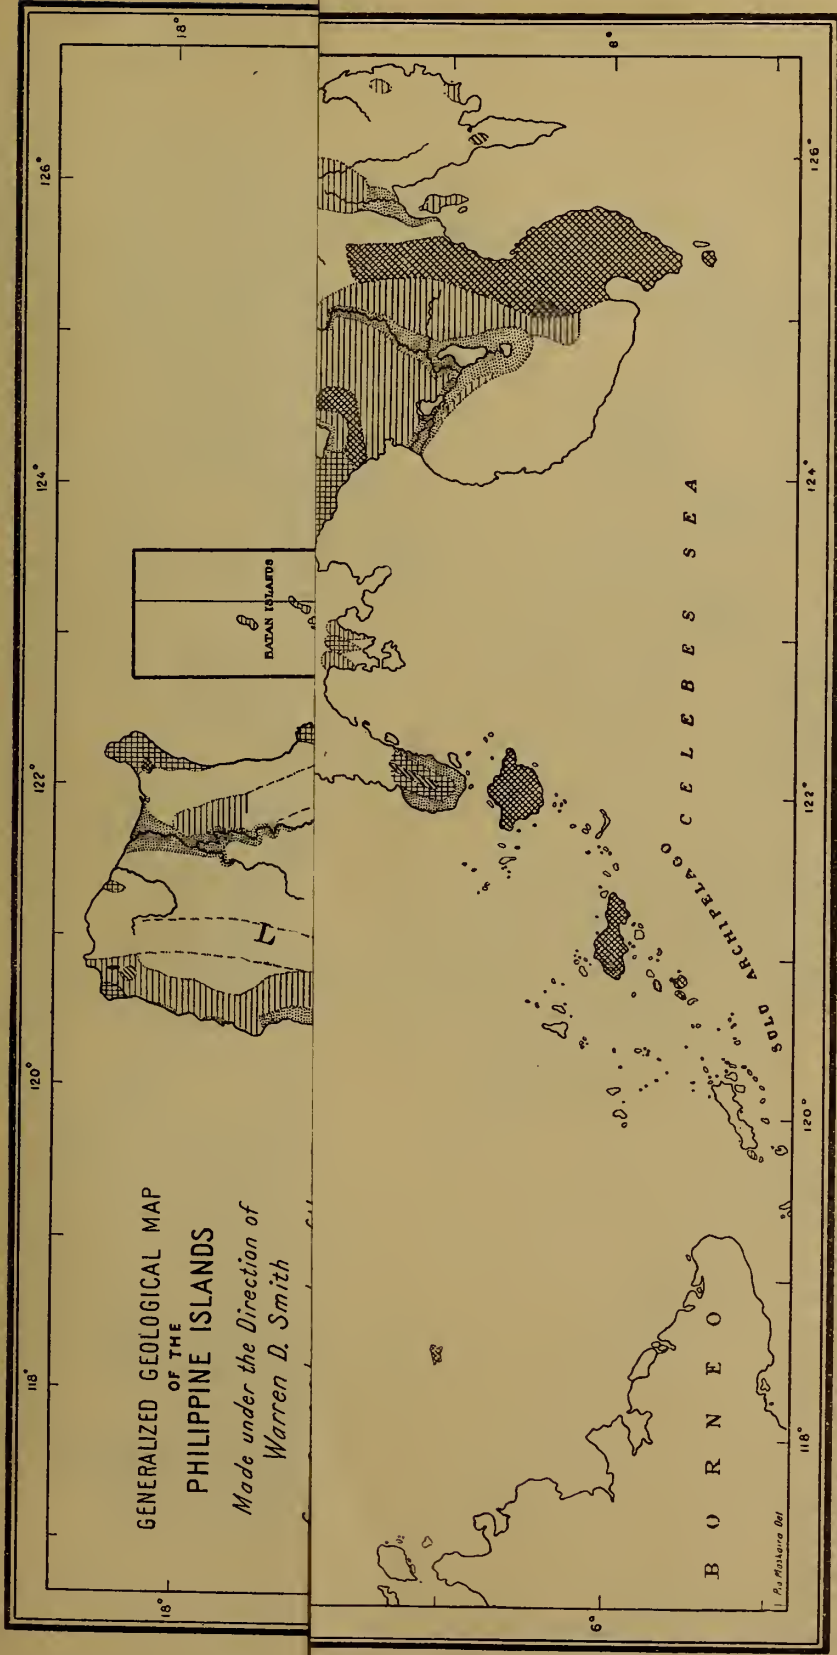 118°
120°
122°
124°
126°
18°
18°
GENERALIZED GEOLOGICAL MAP
OF THE
PHILIPPINE ISLANDS
Made under the Direction of
Warren D. Smith
L
BATAN ISLANDS
6°
8°
CELEBES SEA
SULU ARCHIPELAGO
BORNEO
118°
120°
122°
124°
126°